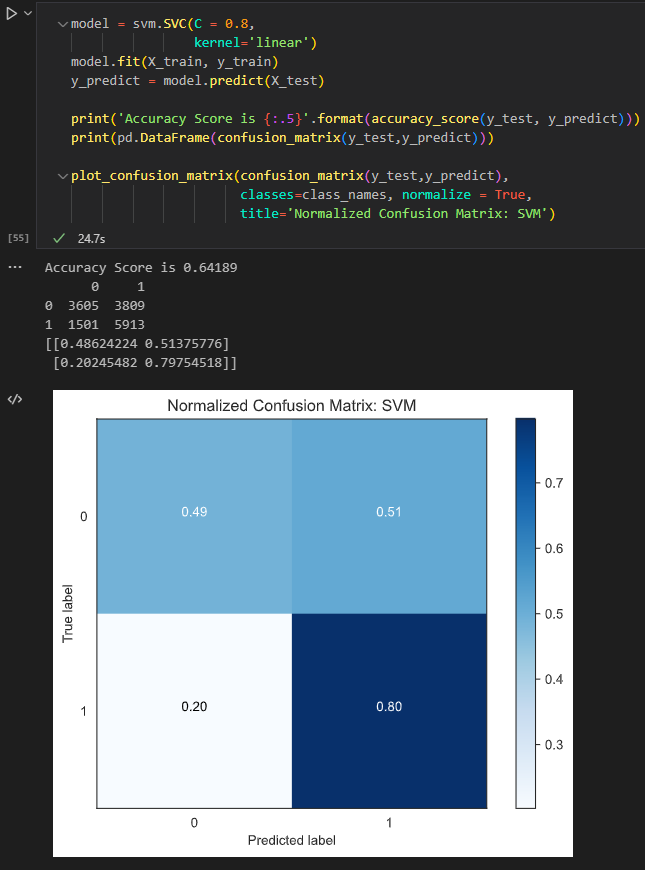 model = svm.SVC(C = 0.8,
kernel='linear')
model.fit(X_train, y_train)
y_predict = model.predict(X_test)
print('Accuracy Score is {:.5}'.format(accuracy_score(y_test, y_predict)))
print(pd.DataFrame(confusion_matrix(y_test,y_predict)))
plot_confusion_matrix(confusion_matrix(y_test,y_predict),
classes=class_names, normalize = True,
title='Normalized Confusion Matrix: SVM')
[55] 24.7s
Accuracy Score is 0.64189
0 1
0 3605 3809
1 1501 5913
[[0.48624224 0.51375776]
[0.20245482 0.79754518]]
Normalized Confusion Matrix: SVM
0.7
0 0.49 0.51
0.6
True label
0.5
0.4
1 0.20 0.80
0.3
0 1
Predicted label